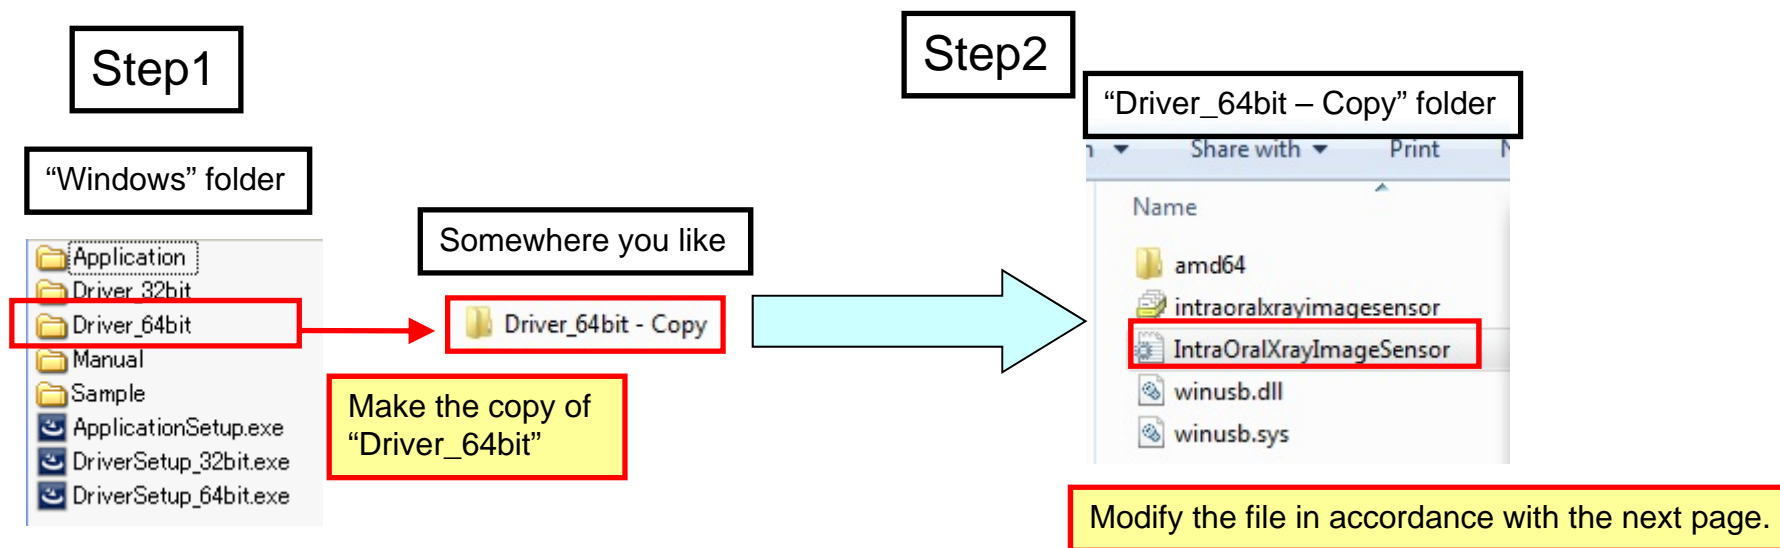 Step1
“Windows” folder
Application
Driver_32bit
Driver_64bit
Manual
Sample
ApplicationSetup.exe
DriverSetup_32bit.exe
DriverSetup_64bit.exe
Somewhere you like
Driver_64bit - Copy
Make the copy of
“Driver_64bit”
Step2
“Driver_64bit – Copy” folder
Share with Print
Name
amd64
intraoralxrayimagesensor
IntraOralXrayImageSensor
winusb.dll
winusb.sys
Modify the file in accordance with the next page.